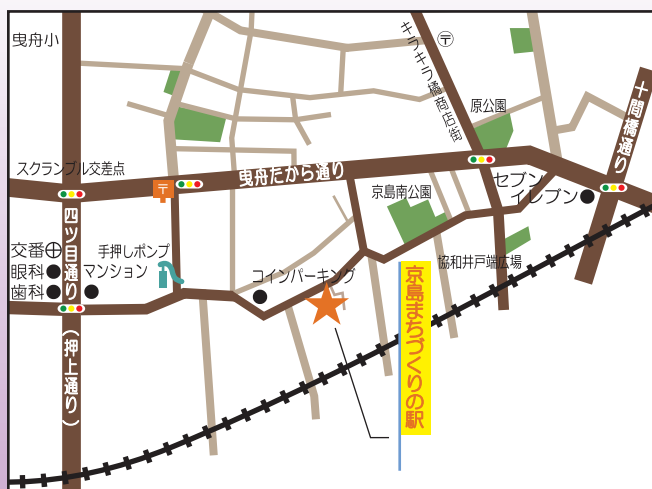 曳舟小
キラキラ橘商店街
〒
原公園
十間橋通り
スクランブル交差点
〒
曳舟たから通り
セブン
イレブン
京島南公園
四ツ目通り
(押上通り)
交番
眼科
歯科
手押しポンプ
マンション
コインパーキング
協和井戸端広場
京島まちづくりの駅